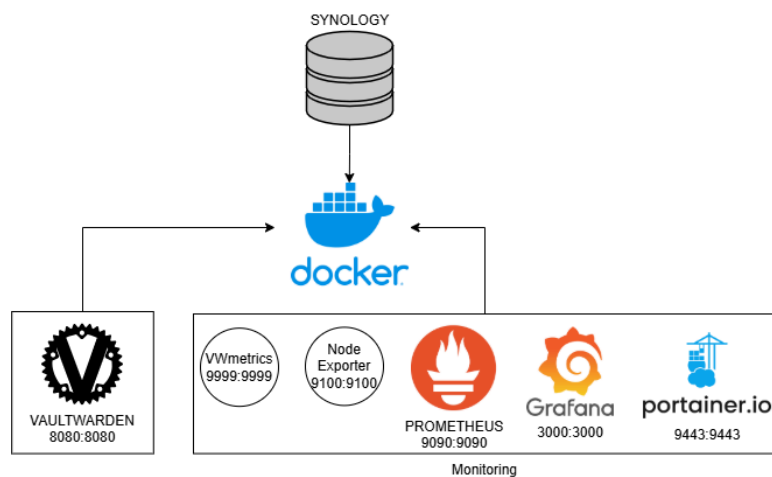 SYNOLOGY
docker
VAULTWARDEN
8080:8080
VWmetrics
9999:9999
Node
Exporter
9100:9100
PROMETHEUS
9090:9090
Grafana
3000:3000
portainer.io
9443:9443
Monitoring